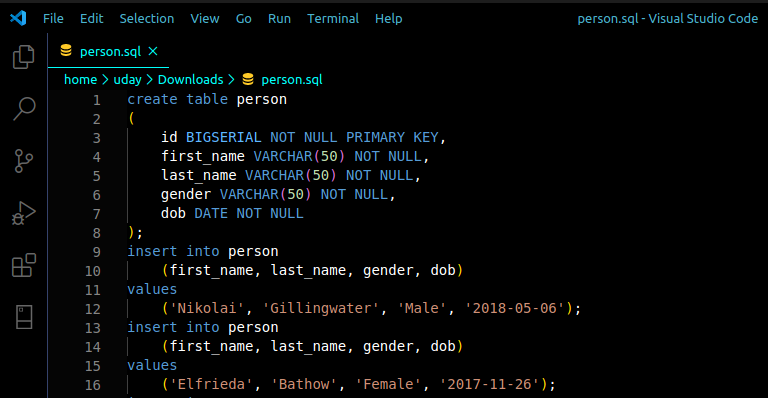 File Edit Selection View Go Run Terminal Help person.sql - Visual Studio Code
person.sql ×
home > uday > Downloads > person.sql
1 create table person
2 (
3     id BIGSERIAL NOT NULL PRIMARY KEY,
4     first_name VARCHAR(50) NOT NULL,
5     last_name VARCHAR(50) NOT NULL,
6     gender VARCHAR(50) NOT NULL,
7     dob DATE NOT NULL
8 );
9 insert into person
10     (first_name, last_name, gender, dob)
11 values
12     ('Nikolai', 'Gillingwater', 'Male', '2018-05-06');
13 insert into person
14     (first_name, last_name, gender, dob)
15 values
16     ('Elfrieda', 'Bathow', 'Female', '2017-11-26');